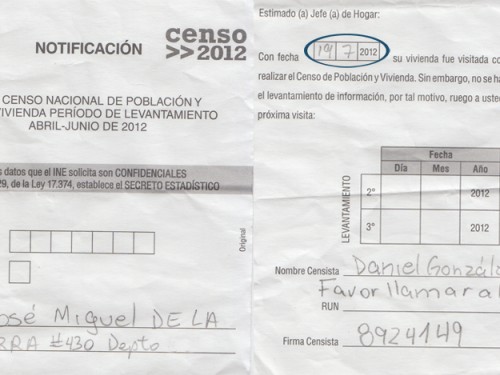 NOTIFICACIÓN
censo
>>2012
CENSO NACIONAL DE POBLACIÓN Y
VIVIENDA PERÍODO DE LEVANTAMIENTO
ABRIL-JUNIO DE 2012
datos que el INE solicita son CONFIDENCIALES
29, de la Ley 17.374, establece el SECRETO ESTADÍSTICO
Original
José Miguel DE LA
RRA #430 Depto
Estimado (a) Jefe (a) de Hogar:
Con fecha 19 7 2012 su vivienda fue visitada co
realizar el Censo de Población y Vivienda. Sin embargo, no se ha
el levantamiento de información, por tal motivo, ruego a uste
próxima visita:
Fecha
Día Mes Año
LEVANTAMIENTO
2° 2012
3° 2012
Nombre Censista Daniel Gonzál
Favor llamar al
RUN
Firma Censista 8924149